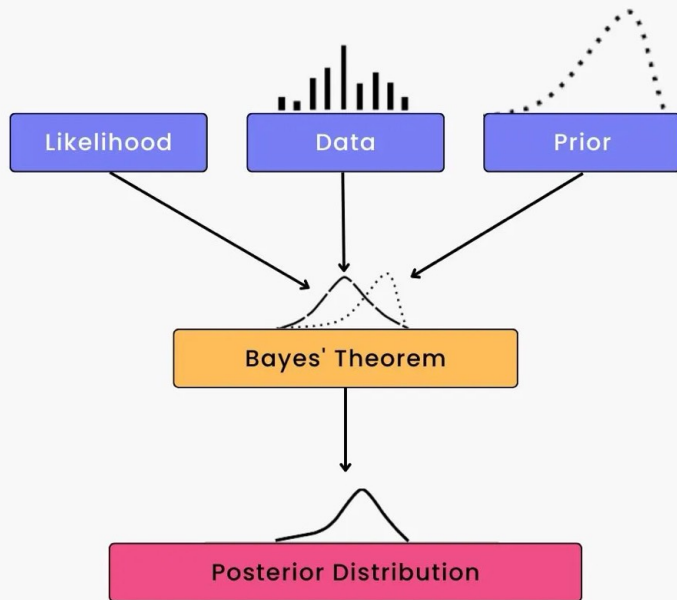 Likelihood
Data
Prior
Bayes' Theorem
Posterior Distribution